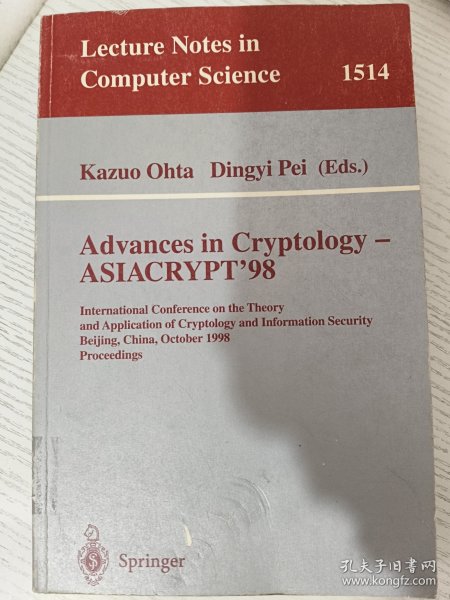 Lecture Notes in
Computer Science 1514
Kazuo Ohta Dingyi Pei (Eds.)
Advances in Cryptology –
ASIACRYPT'98
International Conference on the Theory
and Application of Cryptology and Information Security
Beijing, China, October 1998
Proceedings
Springer
孔夫子旧书网
www.kongfz.com